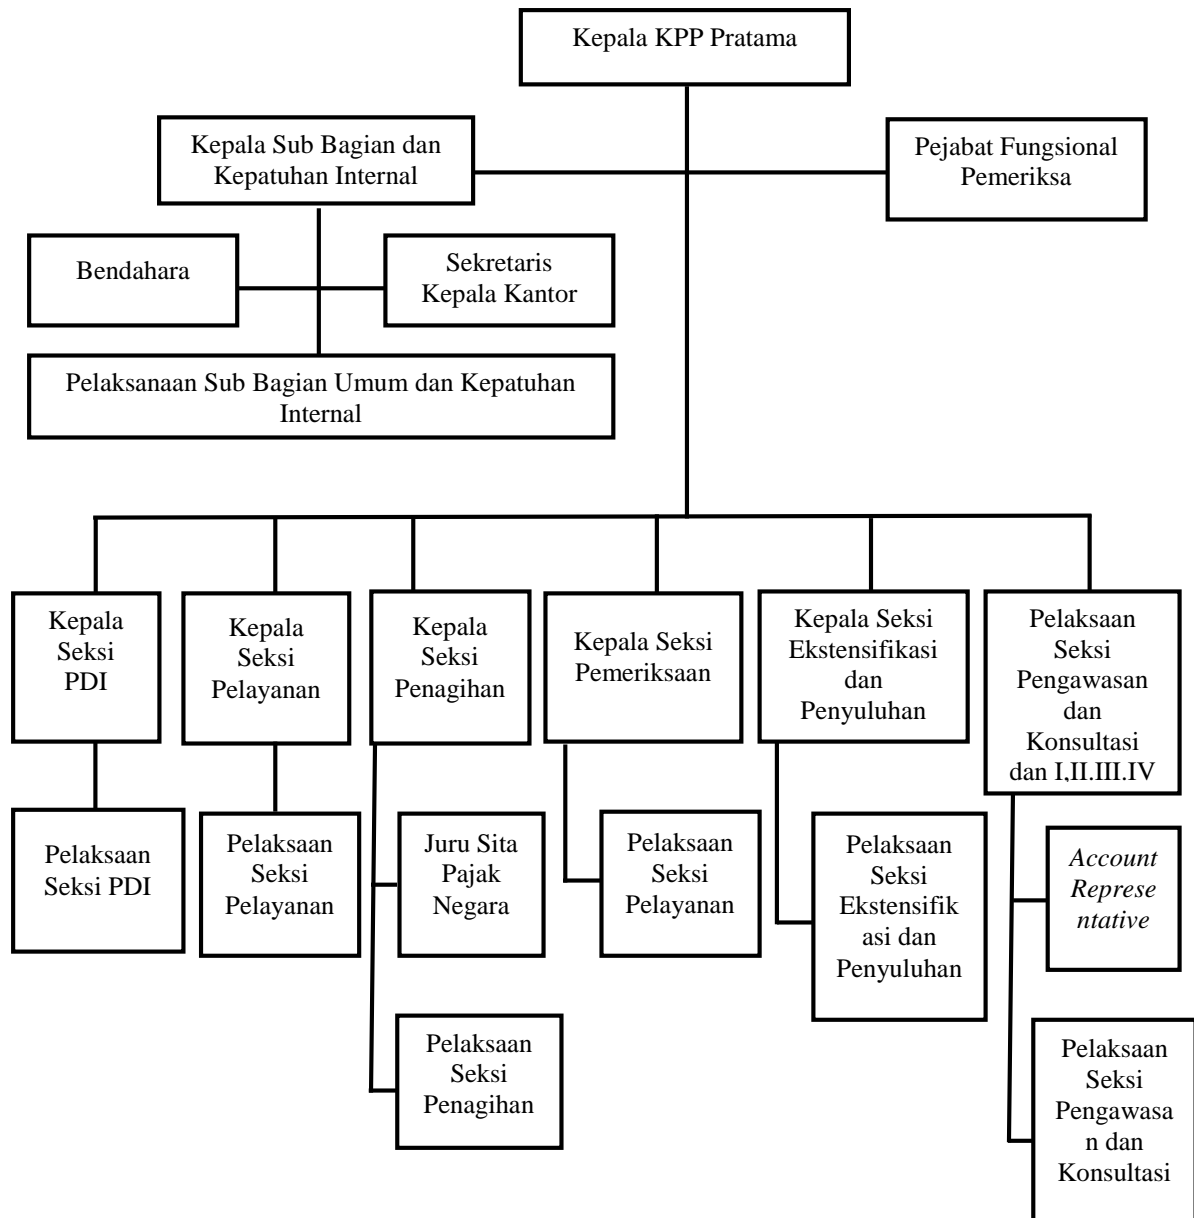 Kepala KPP Pratama
Kepala Sub Bagian dan
Kepatuhan Internal
Pejabat Fungsional
Pemeriksa
Bendahara
Sekretaris
Kepala Kantor
Pelaksanaan Sub Bagian Umum dan Kepatuhan
Internal
Kepala
Seksi
PDI
Kepala
Seksi
Pelayanan
Kepala
Seksi
Penagihan
Kepala Seksi
Pemeriksaan
Kepala Seksi
Ekstensifikasi
dan
Penyuluhan
Pelaksaan
Seksi
Pengawasan
dan
Konsultasi
dan I,II.III.IV
Pelaksaan
Seksi PDI
Pelaksaan
Seksi
Pelayanan
Juru Sita
Pajak
Negara
Pelaksaan
Seksi
Pelayanan
Pelaksaan
Seksi
Ekstensifik
asi dan
Penyuluhan
Account
Represe
ntative
Pelaksaan
Seksi
Penagihan
Pelaksaan
Seksi
Pengawasa
n dan
Konsultasi